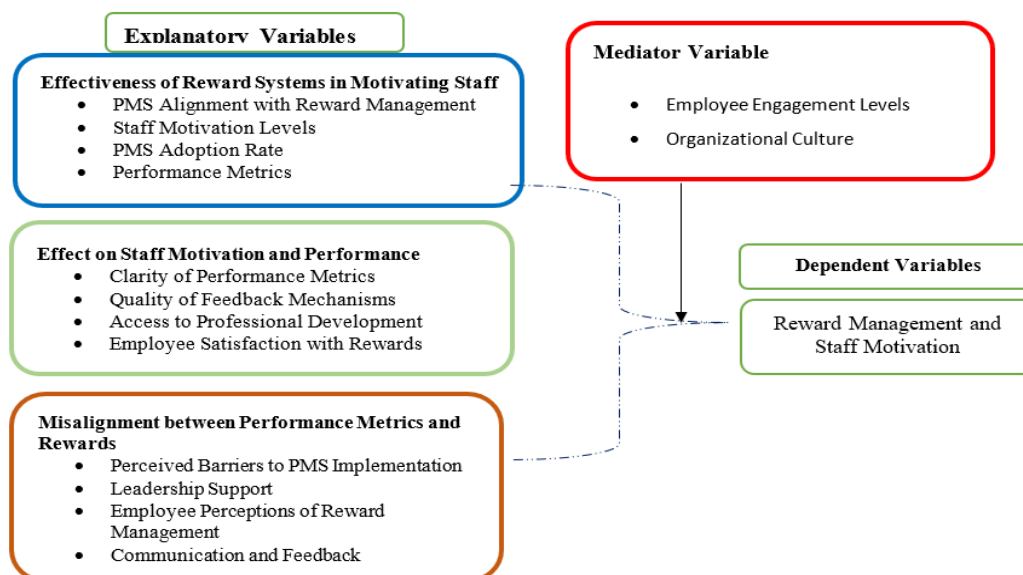 Explanatory Variables
Effectiveness of Reward Systems in Motivating Staff
• PMS Alignment with Reward Management
• Staff Motivation Levels
• PMS Adoption Rate
• Performance Metrics
Effect on Staff Motivation and Performance
• Clarity of Performance Metrics
• Quality of Feedback Mechanisms
• Access to Professional Development
• Employee Satisfaction with Rewards
Misalignment between Performance Metrics and
Rewards
• Perceived Barriers to PMS Implementation
• Leadership Support
• Employee Perceptions of Reward
Management
• Communication and Feedback
Mediator Variable
• Employee Engagement Levels
• Organizational Culture
Dependent Variables
Reward Management and
Staff Motivation